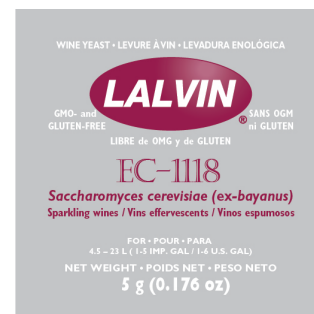 WINE YEAST • LEVURE À VIN • LEVADURA ENOLÓGICA
LALVIN®
GMO- and
GLUTEN-FREE
SANS OGM
ni GLUTEN
LIBRE de OMG y de GLUTEN
EC-1118
Saccharomyces cerevisiae (ex-bayanus)
Sparkling wines / Vins effervescents / Vinos espumosos
FOR • POUR • PARA
4.5 – 23 L ( 1-5 IMP. GAL / 1-6 U.S. GAL)
NET WEIGHT • POIDS NET • PESO NETO
5 g (0.176 oz)